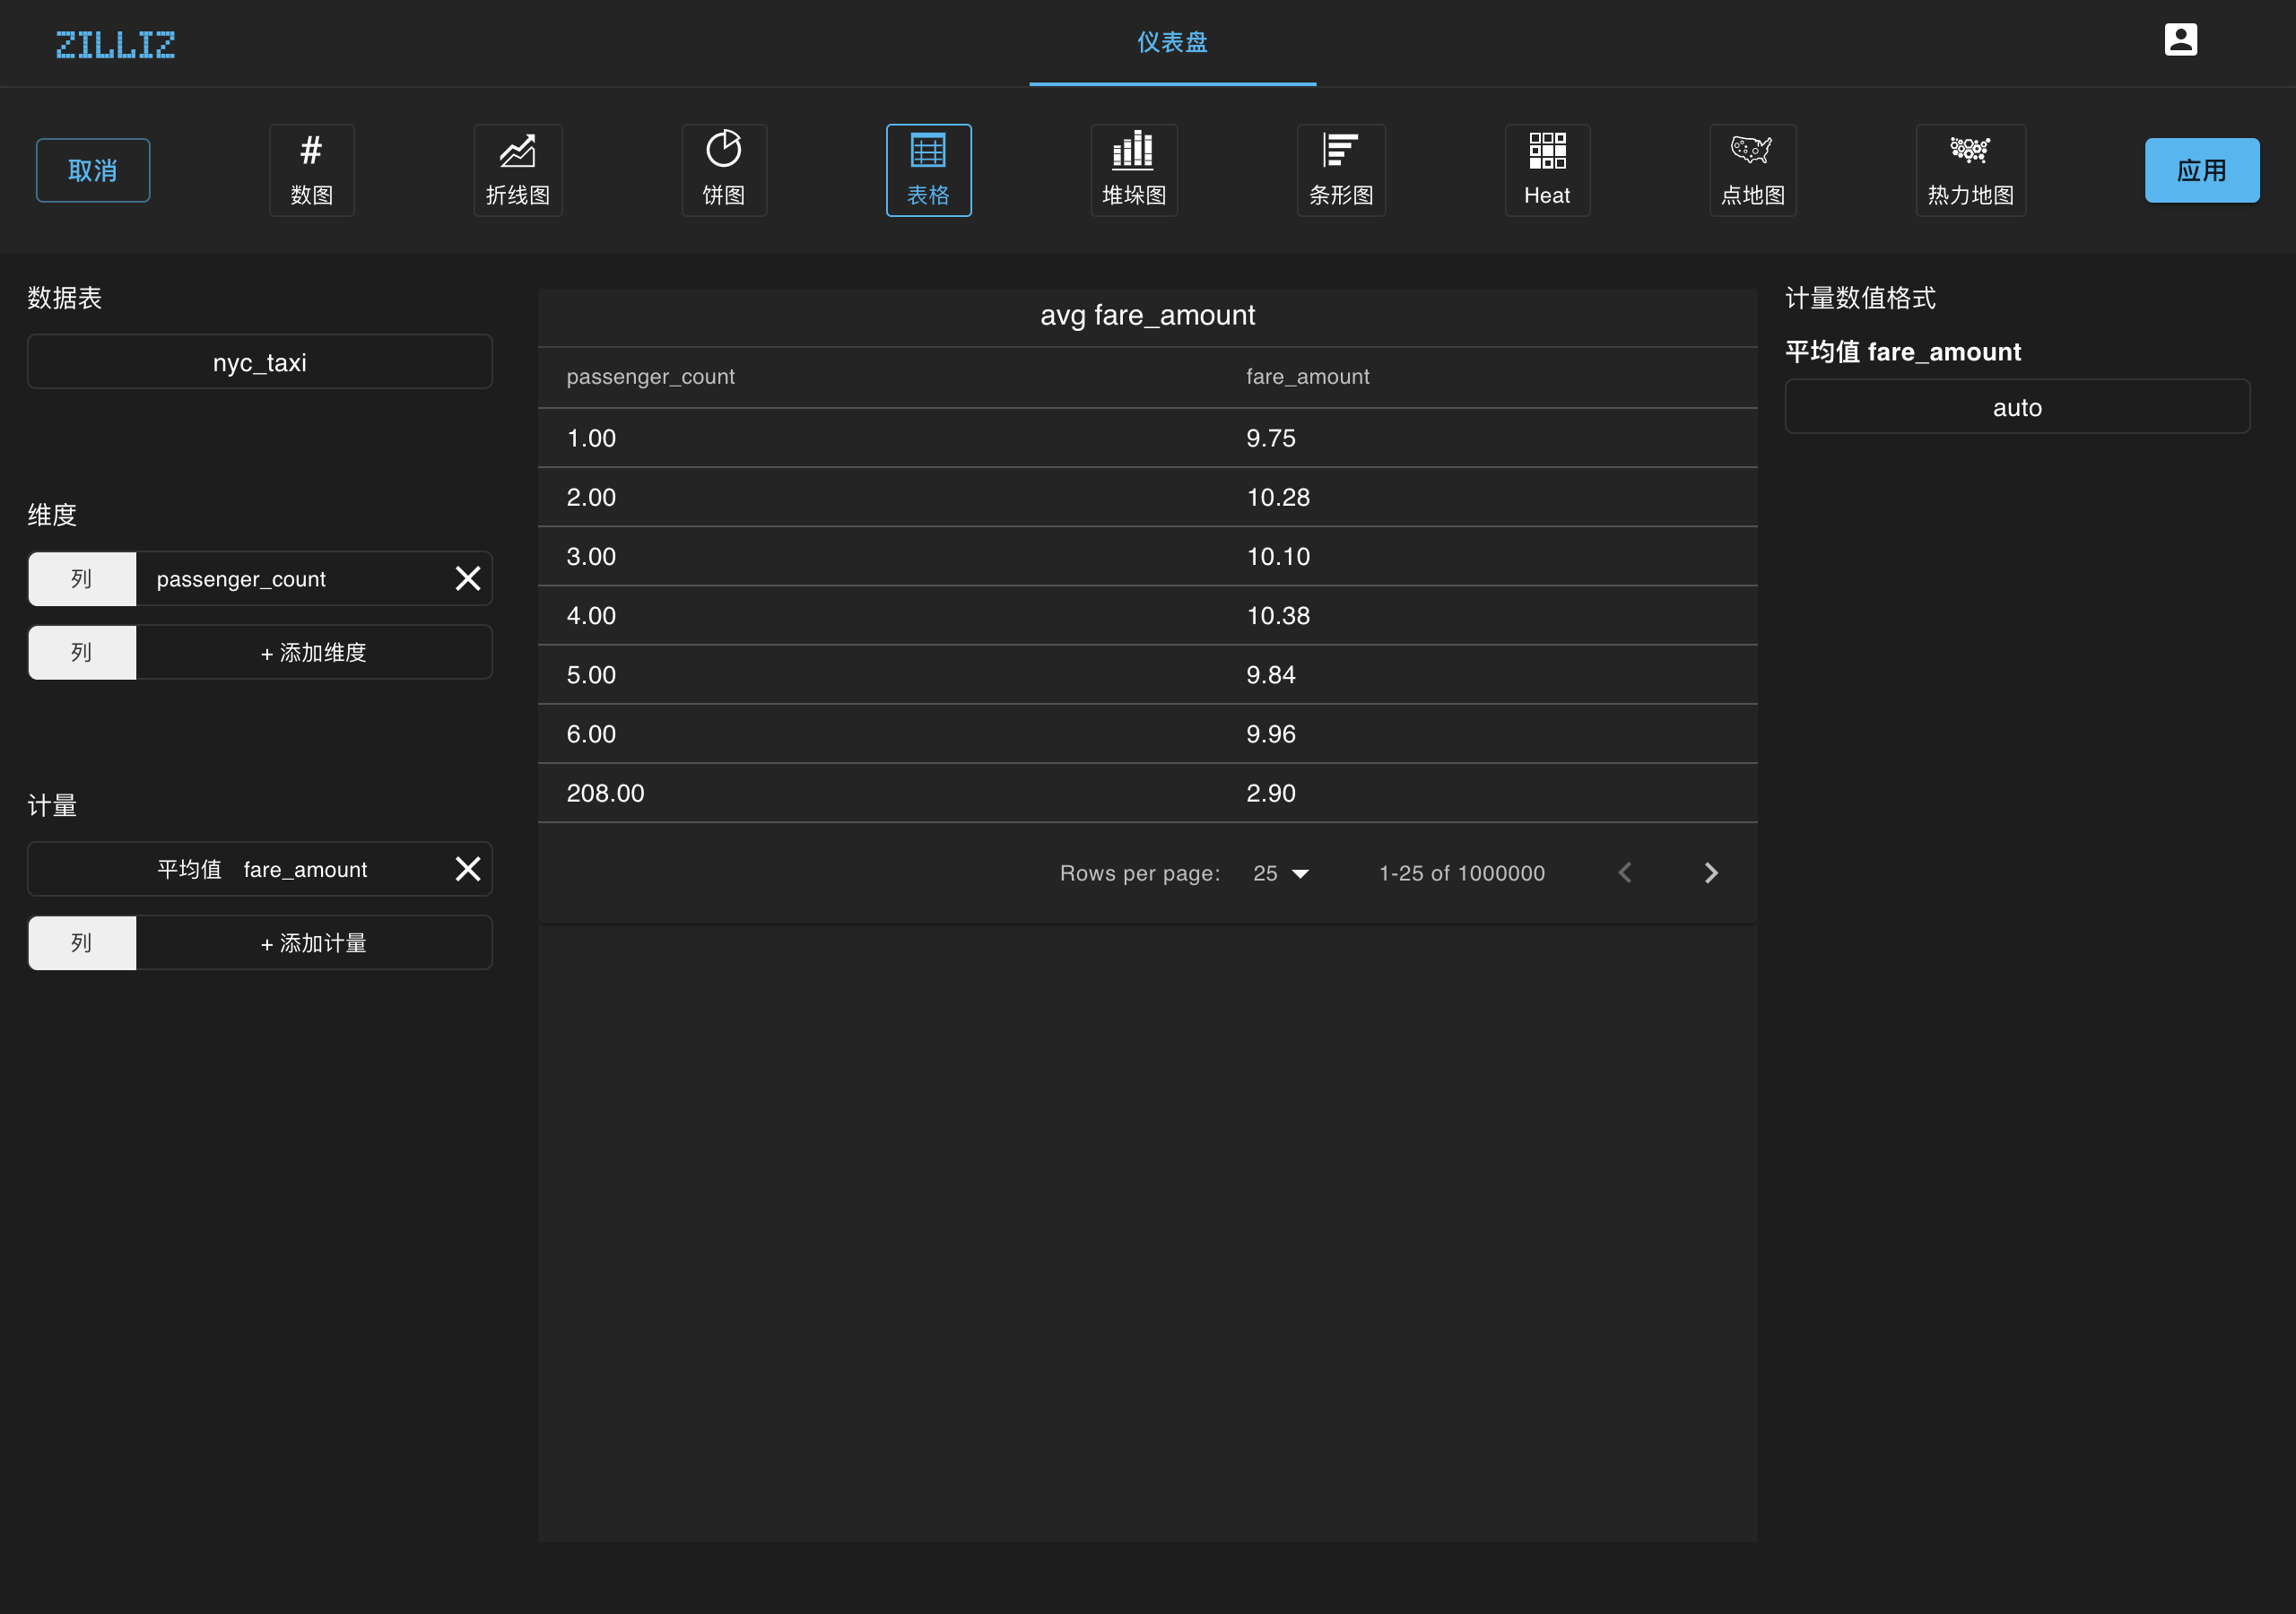 ZILLIZ
仪表盘
取消
#
数图
折线图
饼图
表格
堆垛图
条形图
Heat
点地图
热力地图
应用
数据表
nyc_taxi
维度
列 passenger_count
列 + 添加维度
计量
平均值 fare_amount
列 + 添加计量
avg fare_amount
passenger_count fare_amount
1.00 9.75
2.00 10.28
3.00 10.10
4.00 10.38
5.00 9.84
6.00 9.96
208.00 2.90
Rows per page: 25 1-25 of 1000000
计量数值格式
平均值 fare_amount
auto